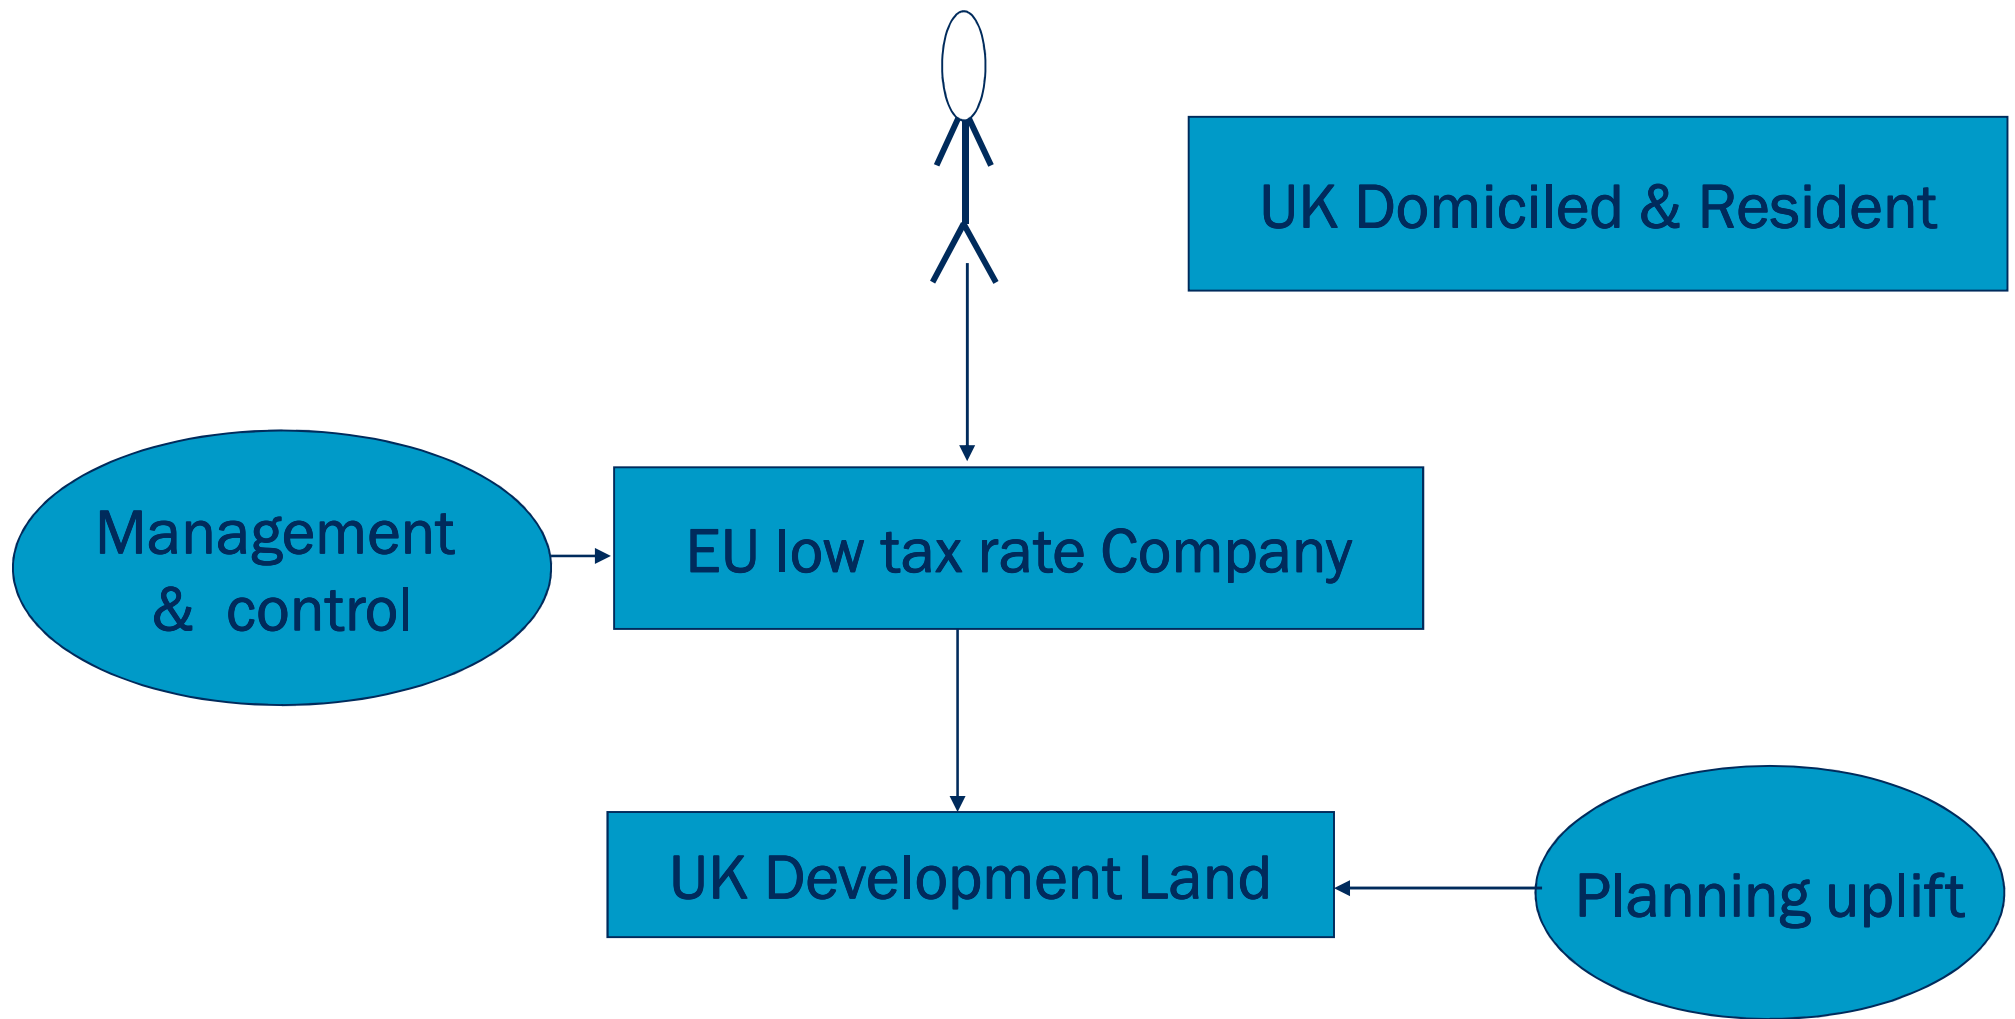 UK Domiciled & Resident
Management
& control
EU low tax rate Company
UK Development Land
Planning uplift